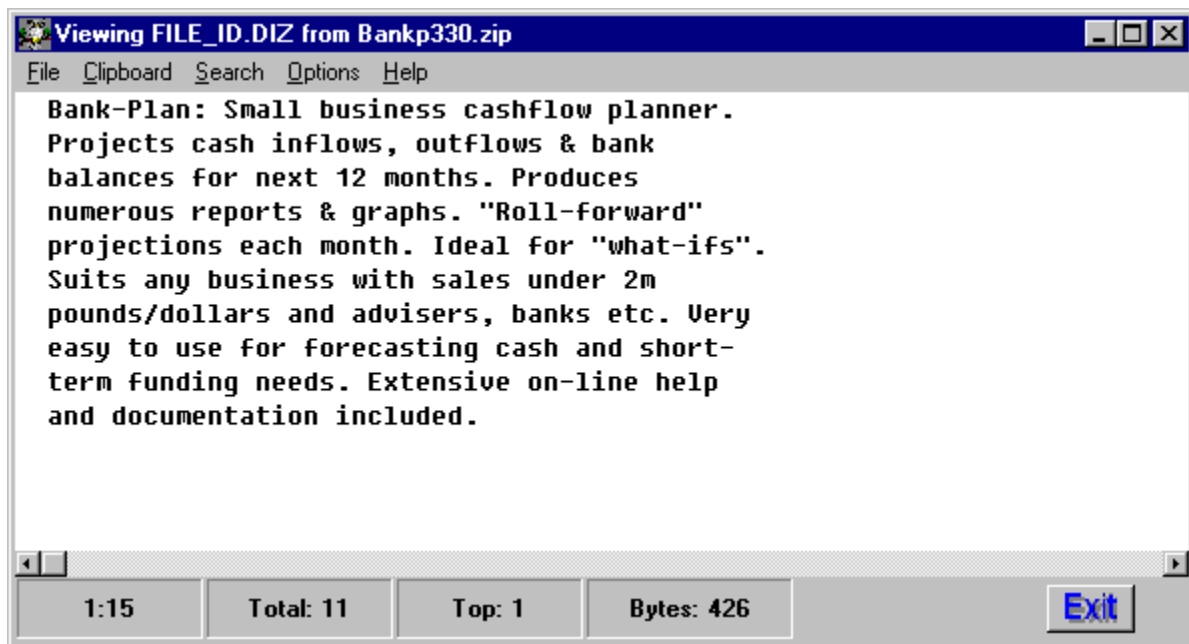 Viewing FILE_ID.DIZ from Bankp330.zip
File Clipboard Search Options Help
Bank-Plan: Small business cashflow planner.
Projects cash inflows, outflows & bank
balances for next 12 months. Produces
numerous reports & graphs. "Roll-forward"
projections each month. Ideal for "what-ifs".
Suits any business with sales under 2m
pounds/dollars and advisers, banks etc. Very
easy to use for forecasting cash and short-
term funding needs. Extensive on-line help
and documentation included.
1:15 Total: 11 Top: 1 Bytes: 426 Exit